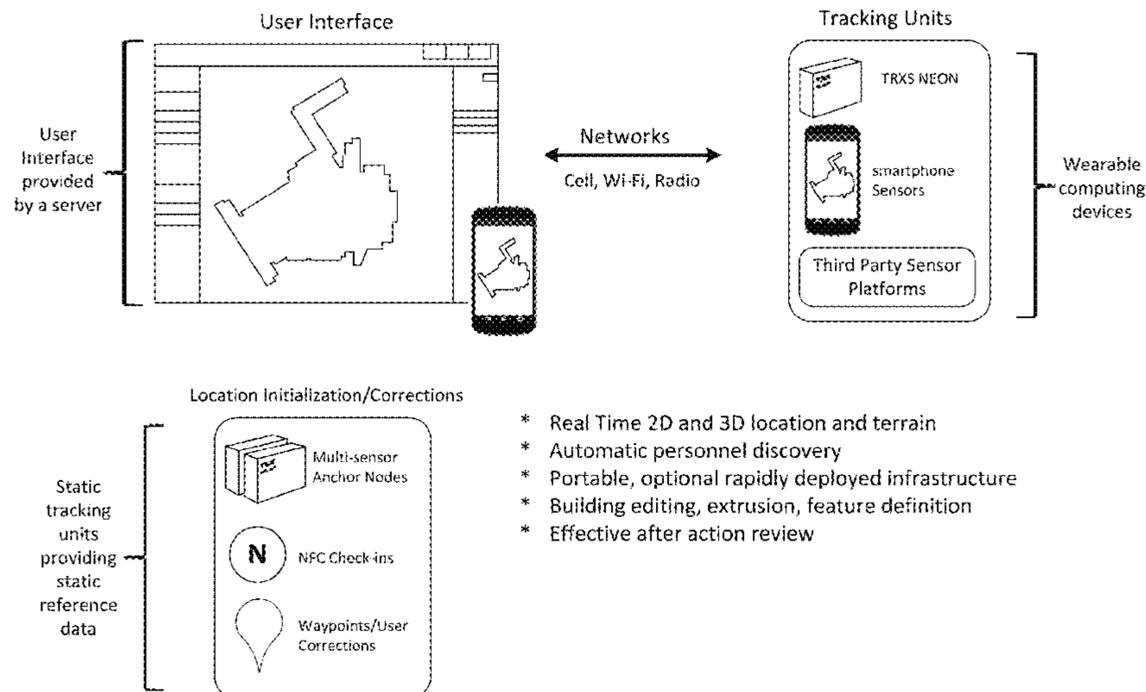 User Interface
User
Interface
provided
by a server
Networks
Cell, Wi-Fi, Radio
Tracking Units
TRXS NEON
smartphone
Sensors
Third Party Sensor
Platforms
Wearable
computing
devices
Location Initialization/Corrections
Static
tracking
units
providing
static
reference
data
Multi-sensor
Anchor Nodes
N
NFC Check-ins
Waypoints/User
Corrections
* Real Time 2D and 3D location and terrain
* Automatic personnel discovery
* Portable, optional rapidly deployed infrastructure
* Building editing, extrusion, feature definition
* Effective after action review